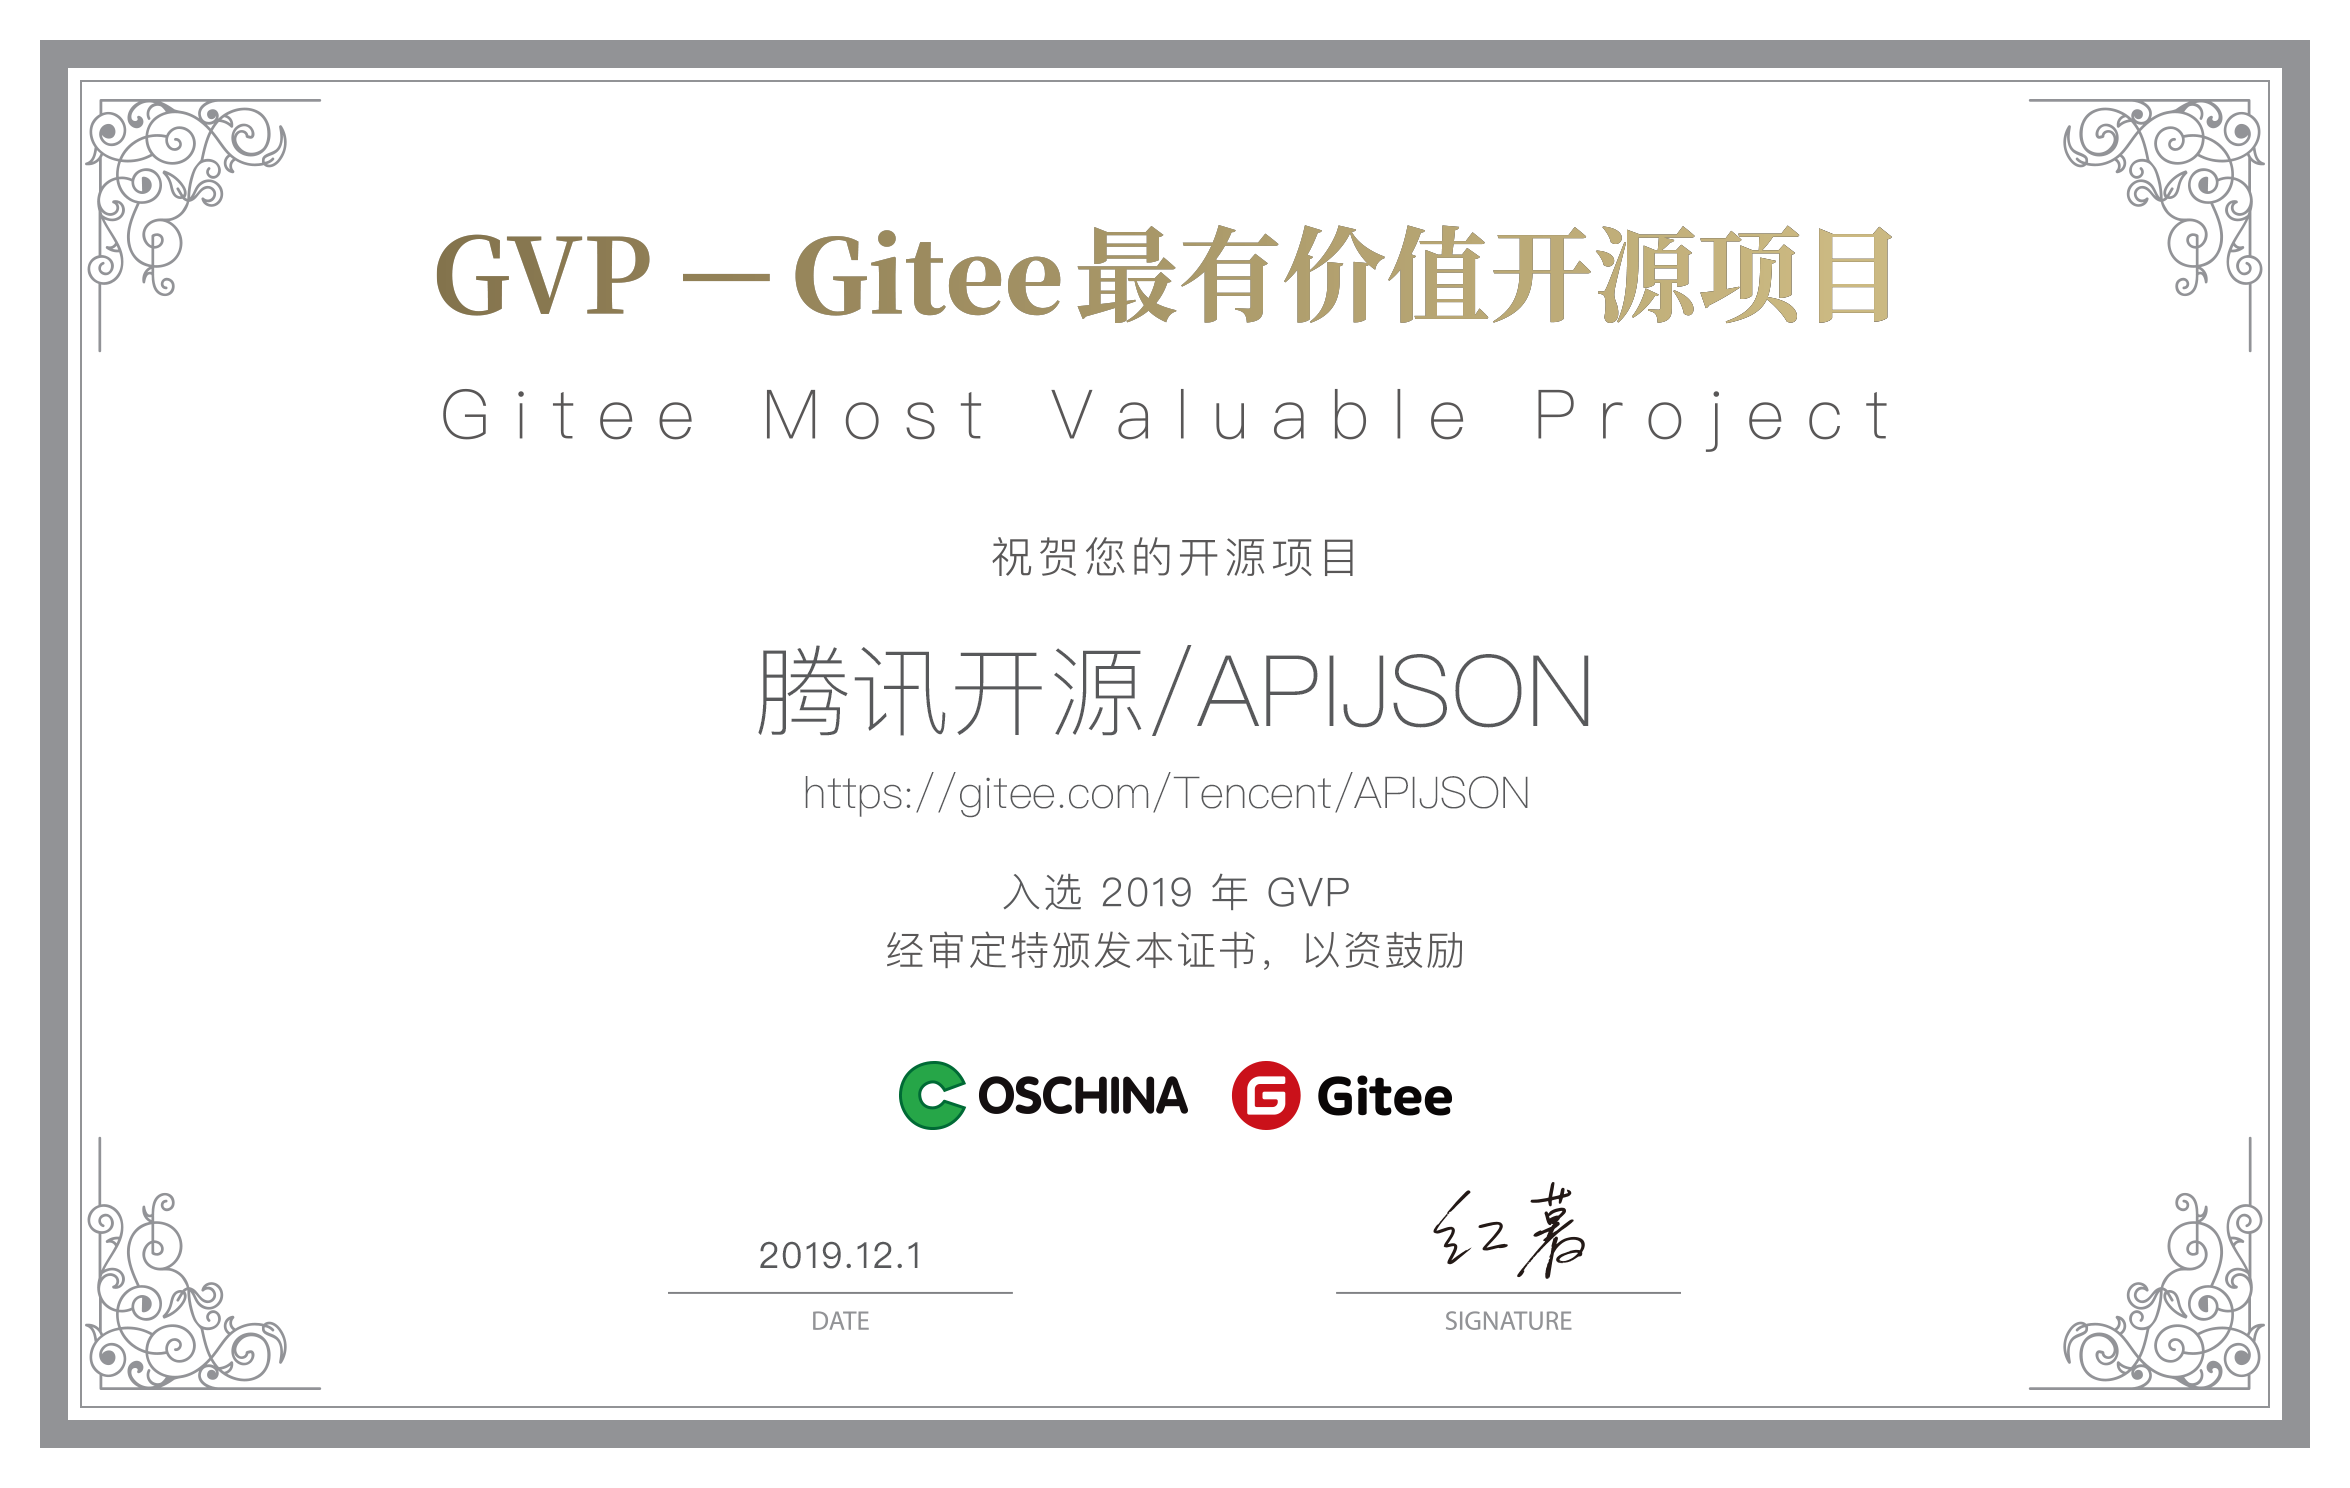 GVP — Gitee最有价值开源项目
Gitee Most Valuable Project
祝贺您的开源项目
腾讯开源/APIJSON
https://gitee.com/Tencent/APIJSON
入选 2019 年 GVP
经审定特颁发本证书，以资鼓励
OSCHINA Gitee
2019.12.1 红薯
DATE SIGNATURE